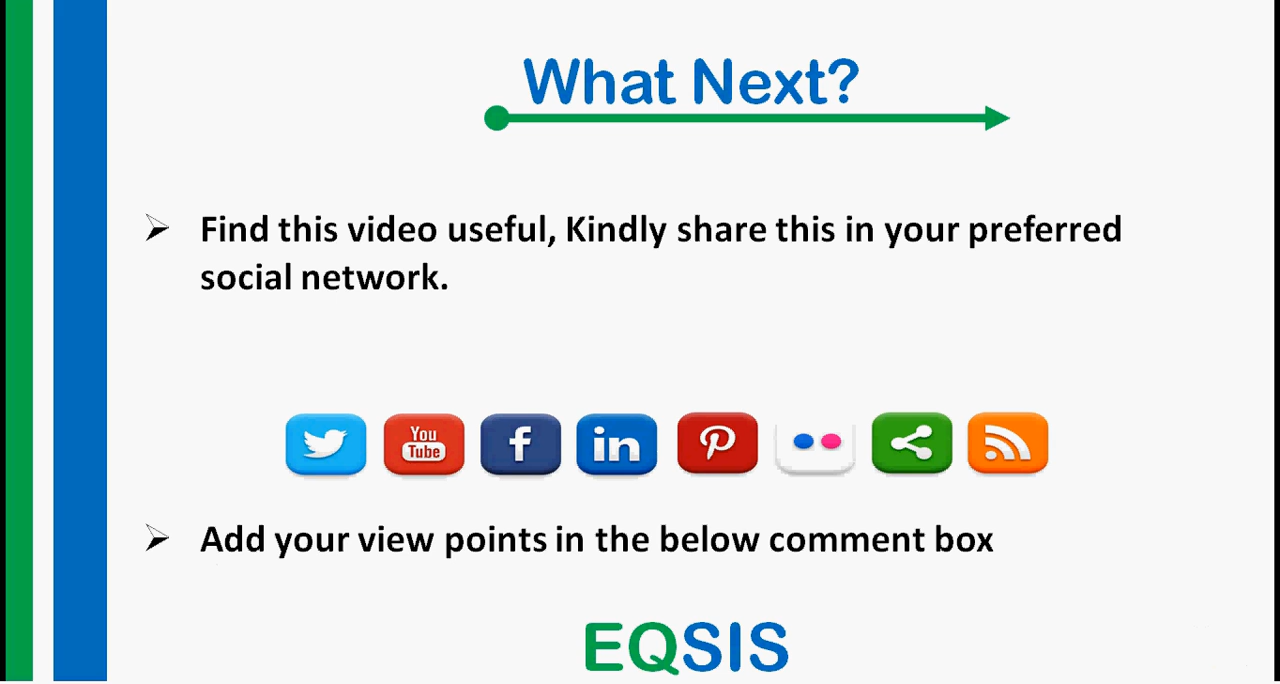 What Next?
Find this video useful, Kindly share this in your preferred
social network.
You
Tube
f
in
Add your view points in the below comment box
EQSIS